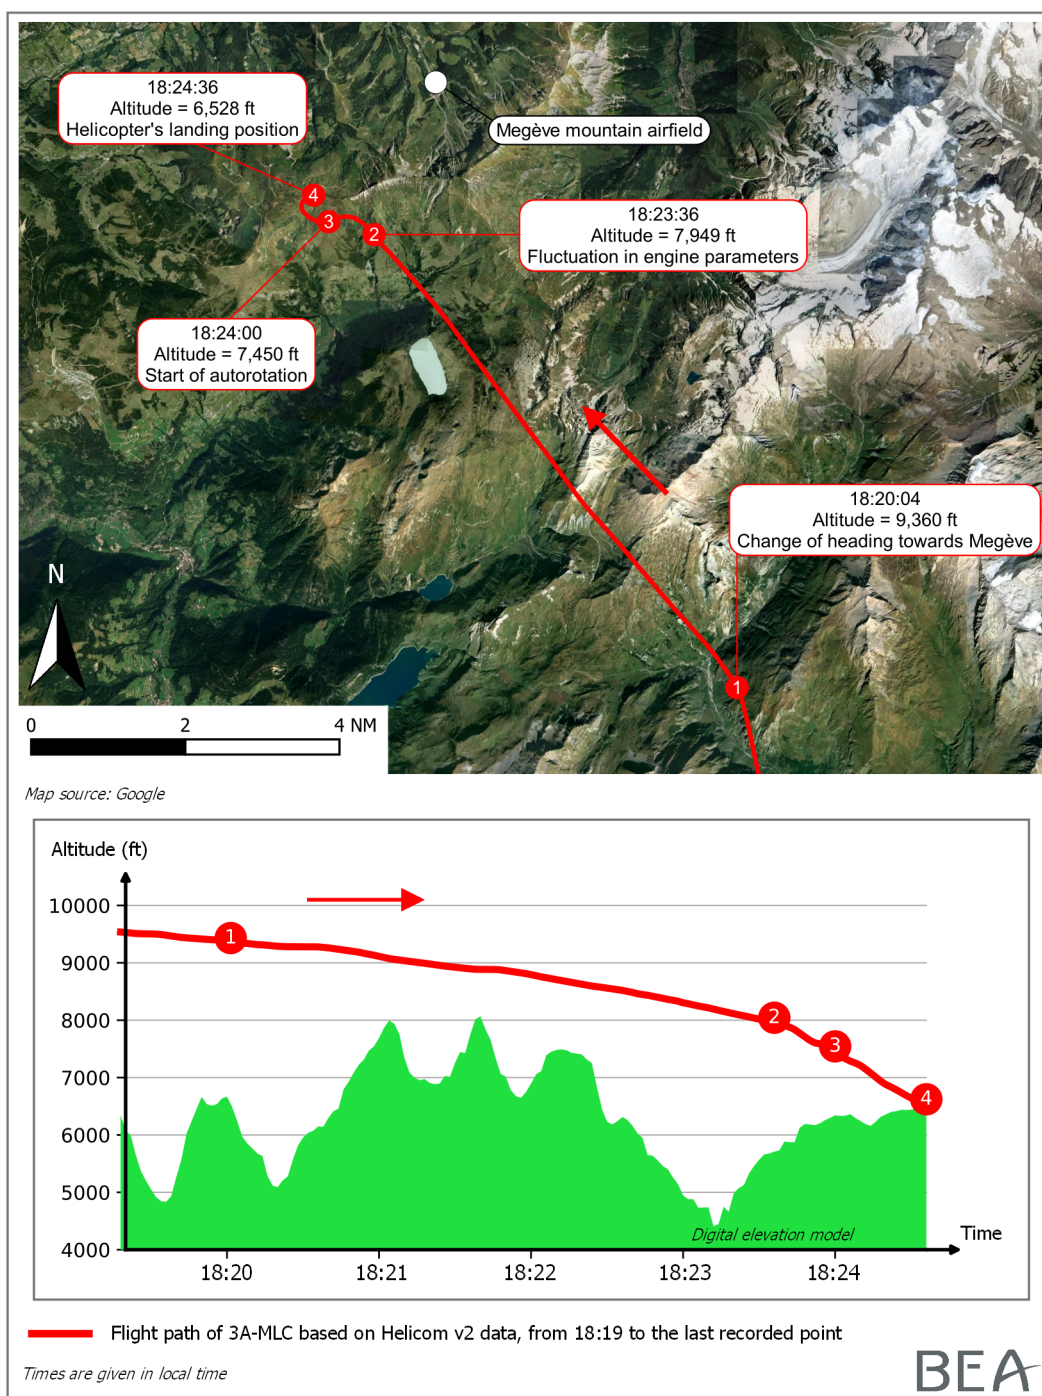 18:24:36
Altitude = 6,528 ft
Helicopter's landing position
Megève mountain airfield
4
3
2
18:23:36
Altitude = 7,949 ft
Fluctuation in engine parameters
18:24:00
Altitude = 7,450 ft
Start of autorotation
18:20:04
Altitude = 9,360 ft
Change of heading towards Megève
N
1
0 2 4 NM
Map source: Google
Altitude (ft)
10000
9000
8000
7000
6000
5000
4000
1
2
3
4
Digital elevation model
Time
18:20 18:21 18:22 18:23 18:24
Flight path of 3A-MLC based on Helicom v2 data, from 18:19 to the last recorded point
Times are given in local time
BEA